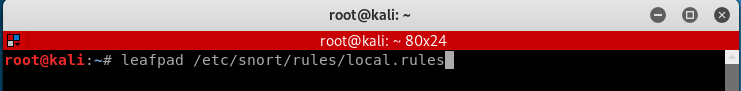 root@kali: ~
root@kali: ~ 80x24
root@kali:~# leafpad /etc/snort/rules/local.rules